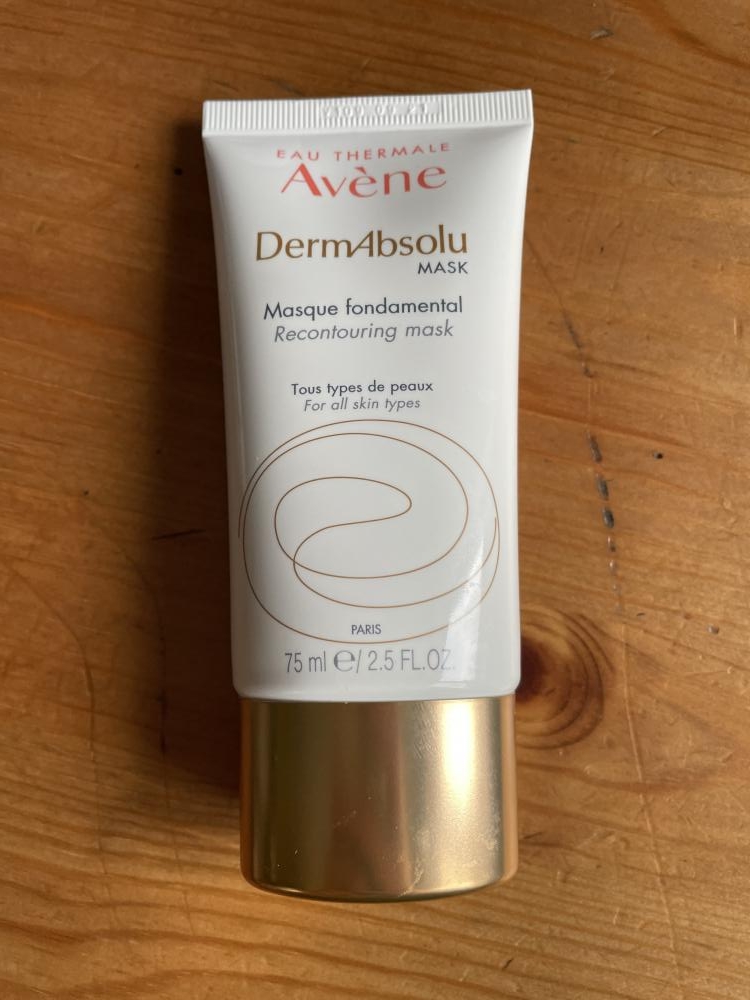 EAU THERMALE
Avène
DermAbsolu
MASK
Masque fondamental
Recontouring mask
Tous types de peaux
For all skin types
PARIS
75 ml ℮/ 2.5 FL.OZ.